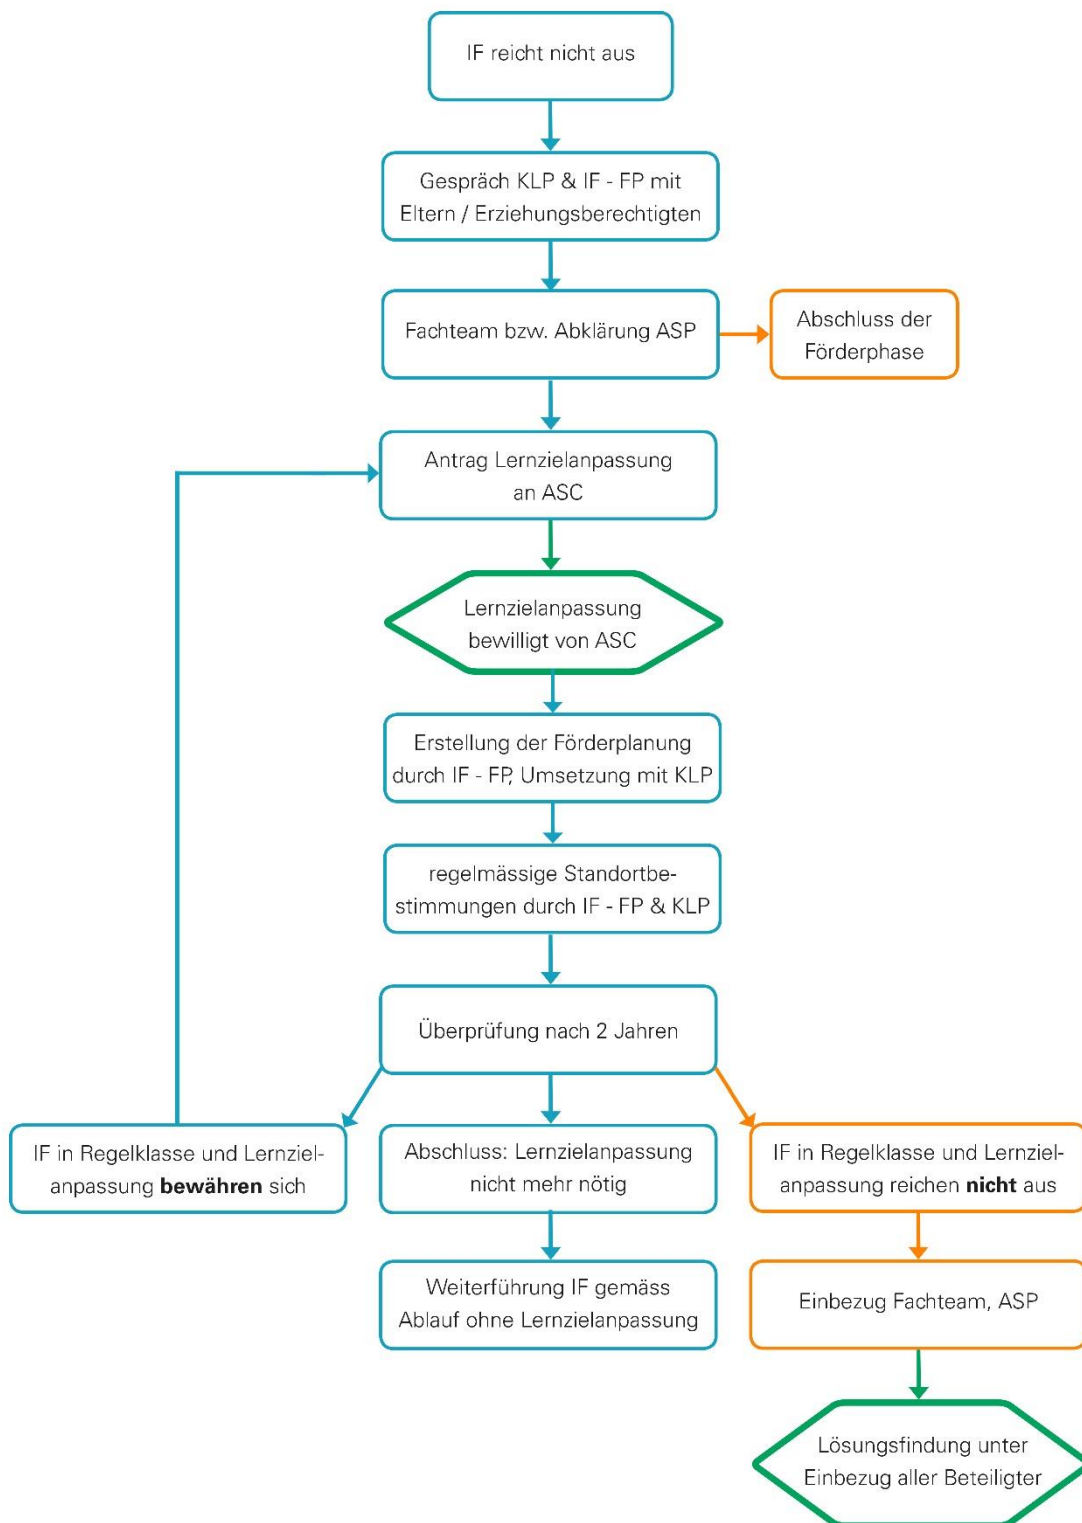 IF reicht nicht aus
Gespräch KLP & IF - FP mit
Eltern / Erziehungsberechtigten
Fachteam bzw. Abklärung ASP
Abschluss der
Förderphase
Antrag Lernzielanpassung
an ASC
Lernzielanpassung
bewilligt von ASC
Erstellung der Förderplanung
durch IF - FP, Umsetzung mit KLP
regelmässige Standortbe-
stimmungen durch IF - FP & KLP
Überprüfung nach 2 Jahren
IF in Regelklasse und Lernziel-
anpassung bewähren sich
Abschluss: Lernzielanpassung
nicht mehr nötig
IF in Regelklasse und Lernziel-
anpassung reichen nicht aus
Weiterführung IF gemäss
Ablauf ohne Lernzielanpassung
Einbezug Fachteam, ASP
Lösungsfindung unter
Einbezug aller Beteiligter